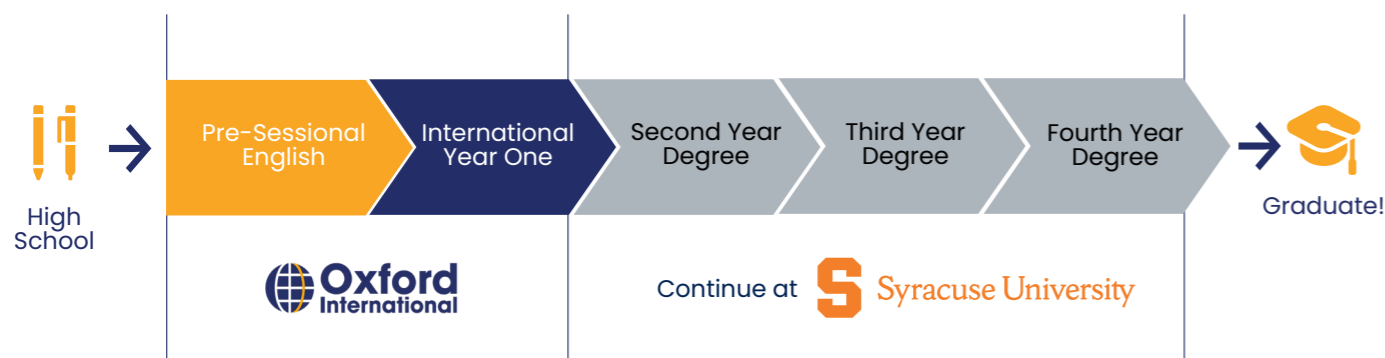 High
School
Pre-Sessional
English
International
Year One
Second Year
Degree
Third Year
Degree
Fourth Year
Degree
Graduate!
Oxford
International
Continue at S Syracuse University